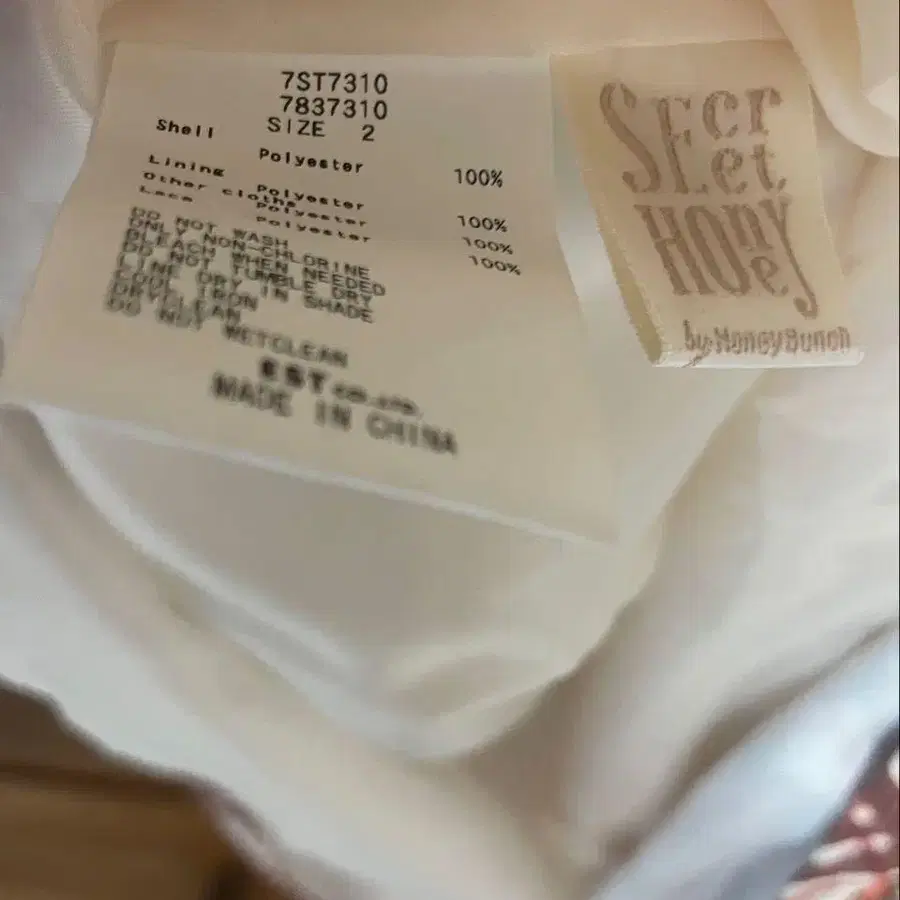 7ST7310
7837310
SIZE 2
Shell
Polyester 100%
Lining Polyester 100%
Other cloths Polyester 100%
Lace Polyester 100%
DO NOT WASH
ONLY NON-CHLORINE
BLEACH WHEN NEEDED
DO NOT TUMBLE DRY
LINE DRY IN SHADE
COOL IRON
DRYCLEAN
DO NOT WETCLEAN
EST CO.,LTD.
MADE IN CHINA
SEcret
HONey
by HoneyBunch